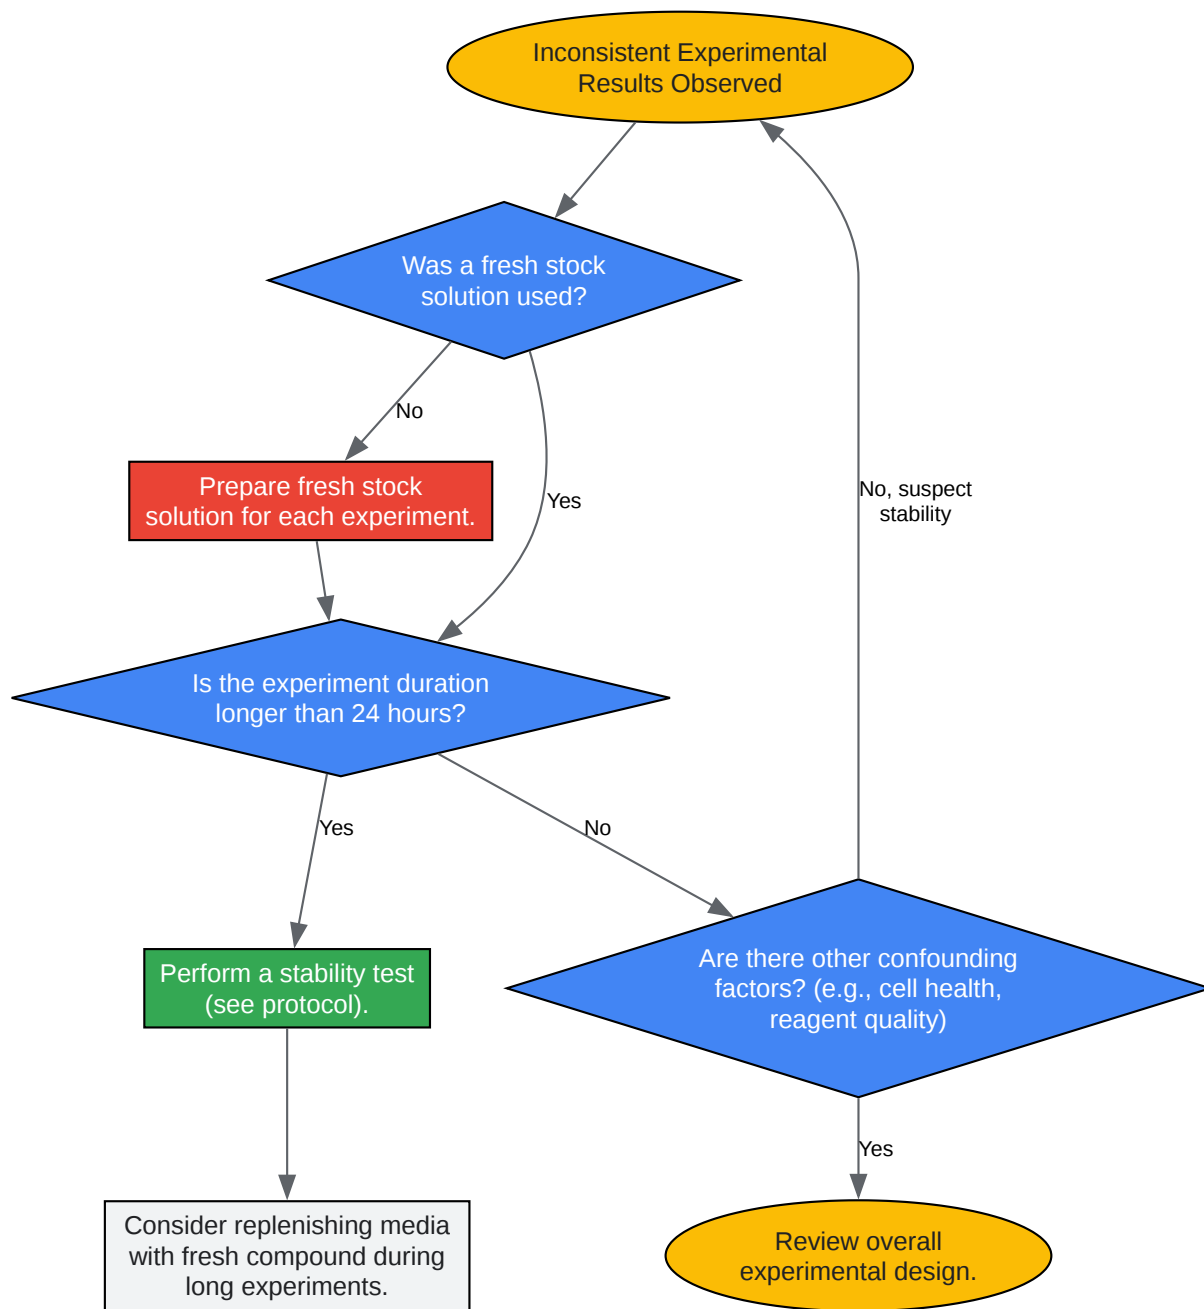 Inconsistent Experimental
Results Observed
Was a fresh stock
solution used?
No
Prepare fresh stock
solution for each experiment.
Yes
No, suspect
stability
Is the experiment duration
longer than 24 hours?
Yes
No
Perform a stability test
(see protocol).
Are there other confounding
factors? (e.g., cell health,
reagent quality)
Yes
Consider replenishing media
with fresh compound during
long experiments.
Review overall
experimental design.